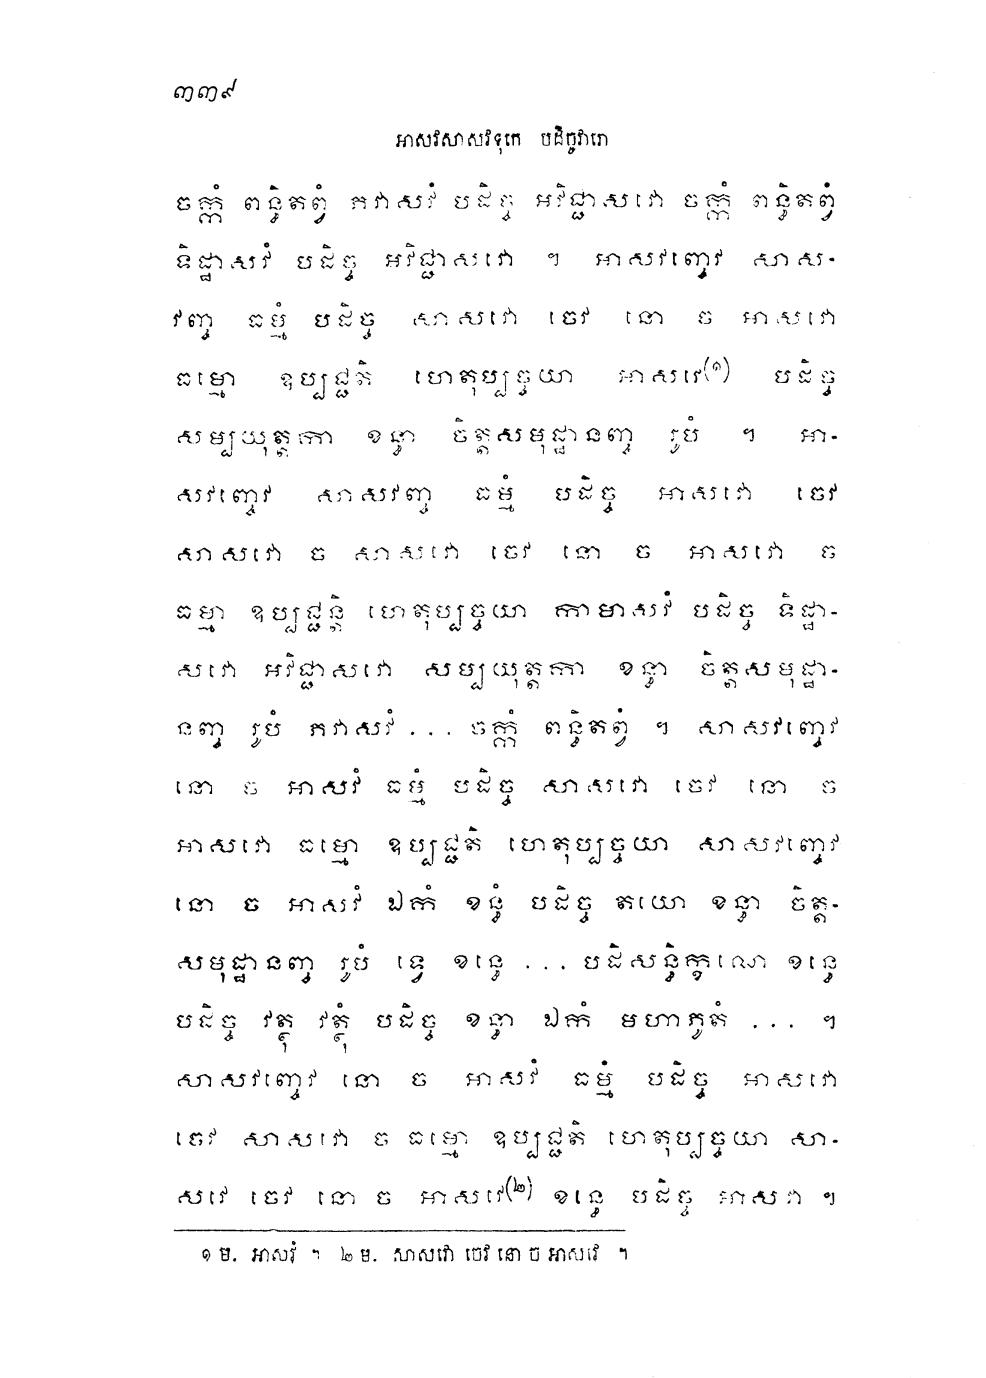 ៣៣៩
អាសវសាសវទុកេ បដិច្ចវារោ
ចក្កំ ពន្ធិតព្វំ ភវាសវំ បដិច្ច អវិជ្ជាសវោ ចក្កំ ពន្ធិតព្វំ
ទិដ្ឋាសវំ បដិច្ច អវិជ្ជាសវោ ។ អាសវញ្ចេវ សាស-
វញ្ច ធម្មំ បដិច្ច សាសវោ ចេវ នោ ច អាសវោ
ធម្មោ ឧប្បជ្ជតិ ហេតុប្បច្ចយា អាសវេ(១) បដិច្ច
សម្បយុត្តកា ខន្ធា ចិត្តសមុដ្ឋានញ្ច រូបំ ។ អា-
សវញ្ចេវ សាសវញ្ច ធម្មំ បដិច្ច អាសវោ ចេវ
សាសវោ ច សាសវោ ចេវ នោ ច អាសវោ ច
ធម្មា ឧប្បជ្ជន្តិ ហេតុប្បច្ចយា កាមាសវំ បដិច្ច ទិដ្ឋា-
សវោ អវិជ្ជាសវោ សម្បយុត្តកា ខន្ធា ចិត្តសមុដ្ឋា-
នញ្ច រូបំ ភវាសវំ ... ចក្កំ ពន្ធិតព្វំ ។ សាសវញ្ចេវ
នោ ច អាសវំ ធម្មំ បដិច្ច សាសវោ ចេវ នោ ច
អាសវោ ធម្មោ ឧប្បជ្ជតិ ហេតុប្បច្ចយា សាសវញ្ចេវ
នោ ច អាសវំ ឯកំ ខន្ធំ បដិច្ច តយោ ខន្ធា ចិត្ត-
សមុដ្ឋានញ្ច រូបំ ទ្វេ ខន្ធេ ... បដិសន្ធិក្ខណេ ខន្ធេ
បដិច្ច វត្ថុ វត្ថុំ បដិច្ច ខន្ធា ឯកំ មហាភូតំ ... ។
សាសវញ្ចេវ នោ ច អាសវំ ធម្មំ បដិច្ច អាសវោ
ចេវ សាសវោ ច ធម្មោ ឧប្បជ្ជតិ ហេតុប្បច្ចយា សា-
សវេ ចេវ នោ ច អាសវេ(២) ខន្ធេ បដិច្ច អាសវា ។
១ ម. អាសវំ ។ ២ ម. សាសវោ ចេវ នោ ច អាសវេ ។